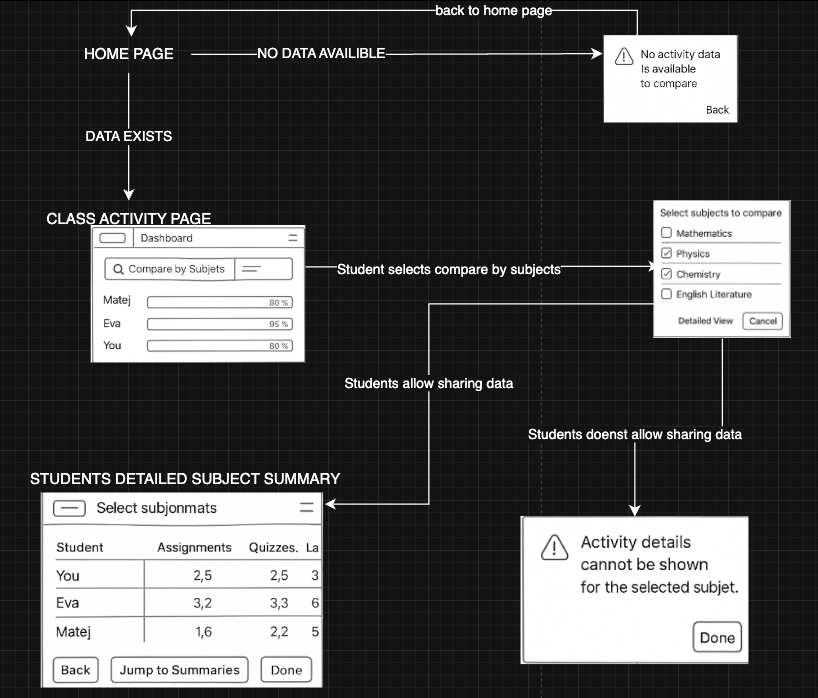 back to home page
HOME PAGE
NO DATA AVAILIBLE
No activity data
Is available
to compare
Back
DATA EXISTS
CLASS ACTIVITY PAGE
Dashboard
Compare by Subjets
Matej
80 %
Eva
95 %
You
80 %
Student selects compare by subjects
Select subjects to compare
Mathematics
Physics
Chemistry
English Literature
Detailed View Cancel
Students allow sharing data
Students doenst allow sharing data
STUDENTS DETAILED SUBJECT SUMMARY
Select subjonmats
Student Assignments Quizzes. La
You 2,5 2,5 3
Eva 3,2 3,3 6
Matej 1,6 2,2 5
Back Jump to Summaries Done
Activity details
cannot be shown
for the selected subjet.
Done